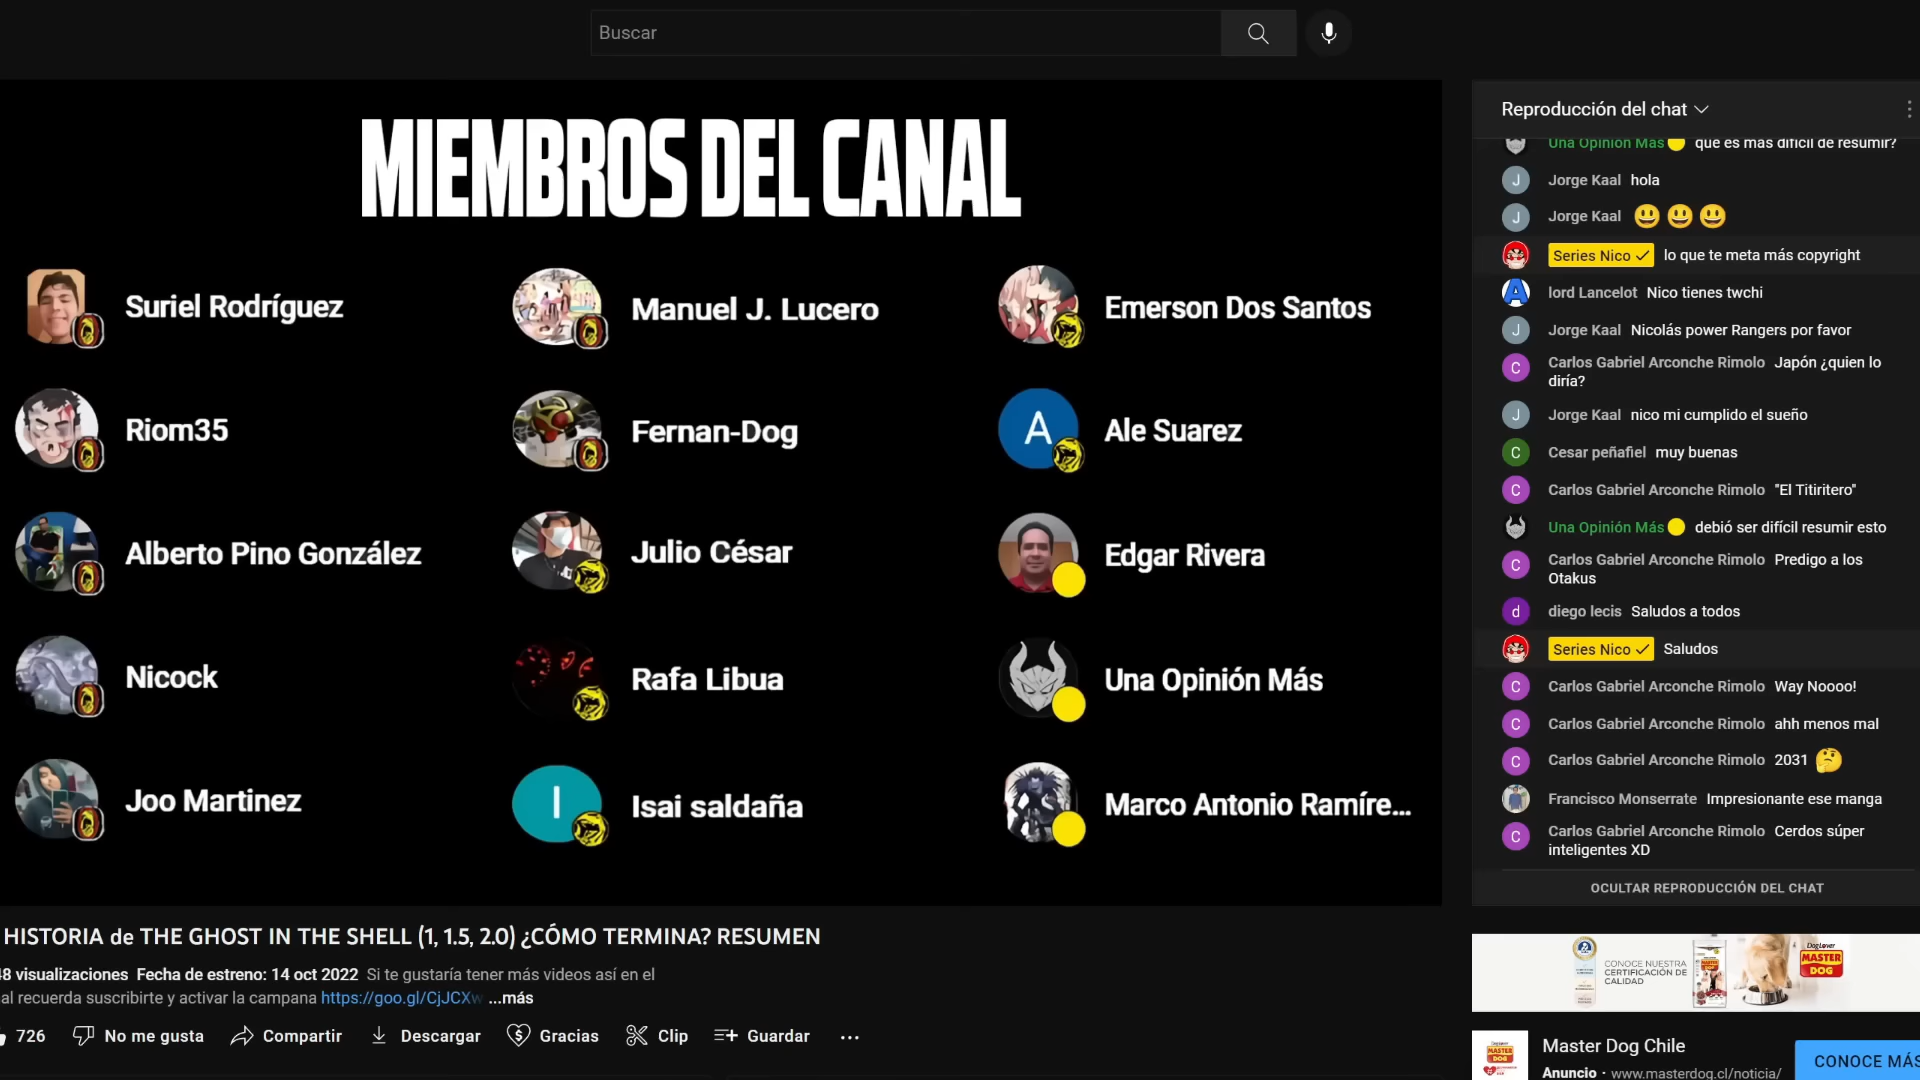 Buscar
MIEMBROS DEL CANAL
Suriel Rodríguez
Manuel J. Lucero
Emerson Dos Santos
Riom35
Fernan-Dog
A
Ale Suarez
Alberto Pino González
Julio César
Edgar Rivera
Nicock
Rafa Libua
Una Opinión Más
Joo Martinez
I
Isai saldaña
Marco Antonio Ramíre...
HISTORIA de THE GHOST IN THE SHELL (1, 1.5, 2.0) ¿CÓMO TERMINA? RESUMEN
48 visualizaciones Fecha de estreno: 14 oct 2022 Si te gustaría tener más videos así en el
al recuerda suscribirte y activar la campana https://goo.gl/CjJCXw ...más
726 No me gusta Compartir Descargar Gracias Clip Guardar ...
Reproducción del chat
Una Opinión Más que es más difícil de resumir?
J Jorge Kaal hola
J Jorge Kaal
Series Nico lo que te meta más copyright
lord Lancelot Nico tienes twchi
J Jorge Kaal Nicolás power Rangers por favor
C Carlos Gabriel Arconche Rimolo Japón ¿quien lo
diría?
J Jorge Kaal nico mi cumplido el sueño
C Cesar peñafiel muy buenas
C Carlos Gabriel Arconche Rimolo "El Titiritero"
Una Opinión Más debió ser difícil resumir esto
C Carlos Gabriel Arconche Rimolo Predigo a los
Otakus
d diego lecis Saludos a todos
Series Nico Saludos
C Carlos Gabriel Arconche Rimolo Way Noooo!
C Carlos Gabriel Arconche Rimolo ahh menos mal
C Carlos Gabriel Arconche Rimolo 2031
Francisco Monserrate Impresionante ese manga
C Carlos Gabriel Arconche Rimolo Cerdos súper
inteligentes XD
OCULTAR REPRODUCCIÓN DEL CHAT
CONOCE NUESTRA
CERTIFICACIÓN DE
CALIDAD
DogLover
MASTER
DOG
Master Dog Chile
Anuncio · www.masterdog.cl/noticia/
CONOCE MÁS